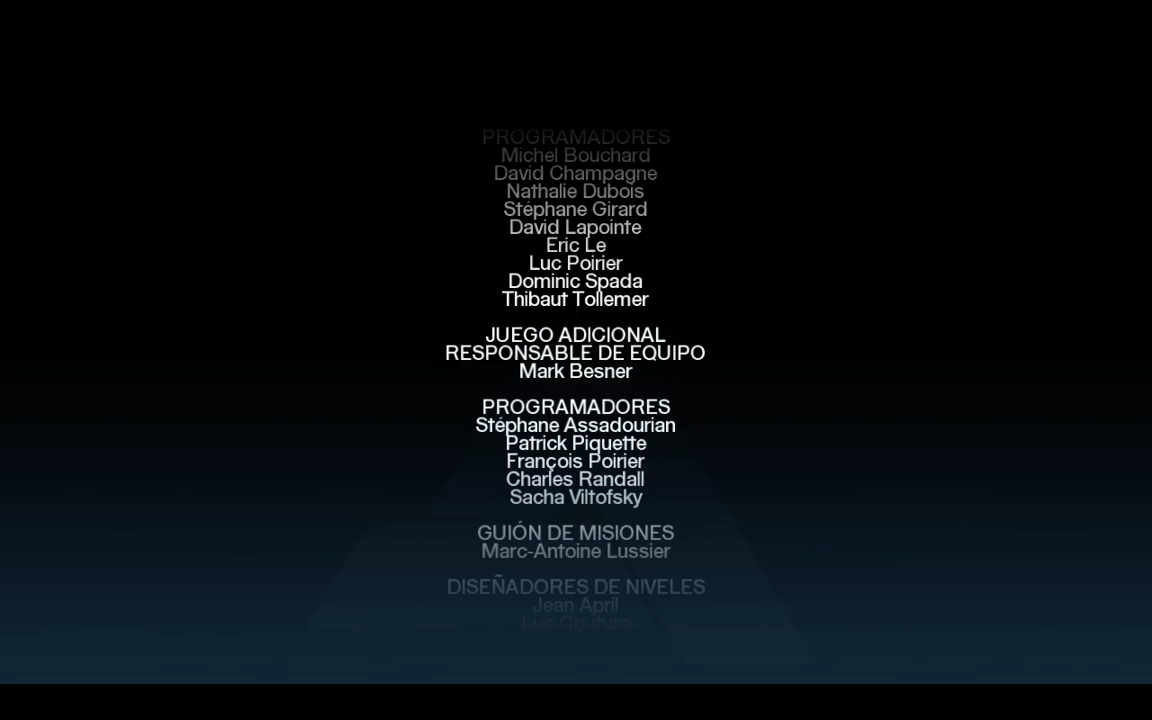 PROGRAMADORES
Michel Bouchard
David Champagne
Nathalie Dubois
Stéphane Girard
David Lapointe
Eric Le
Luc Poirier
Dominic Spada
Thibaut Tollemer
JUEGO ADICIONAL
RESPONSABLE DE EQUIPO
Mark Besner
PROGRAMADORES
Stéphane Assadourian
Patrick Piquette
François Poirier
Charles Randall
Sacha Viltofsky
GUIÓN DE MISIONES
Marc-Antoine Lussier
DISEÑADORES DE NIVELES
Jean April
Luc Couture